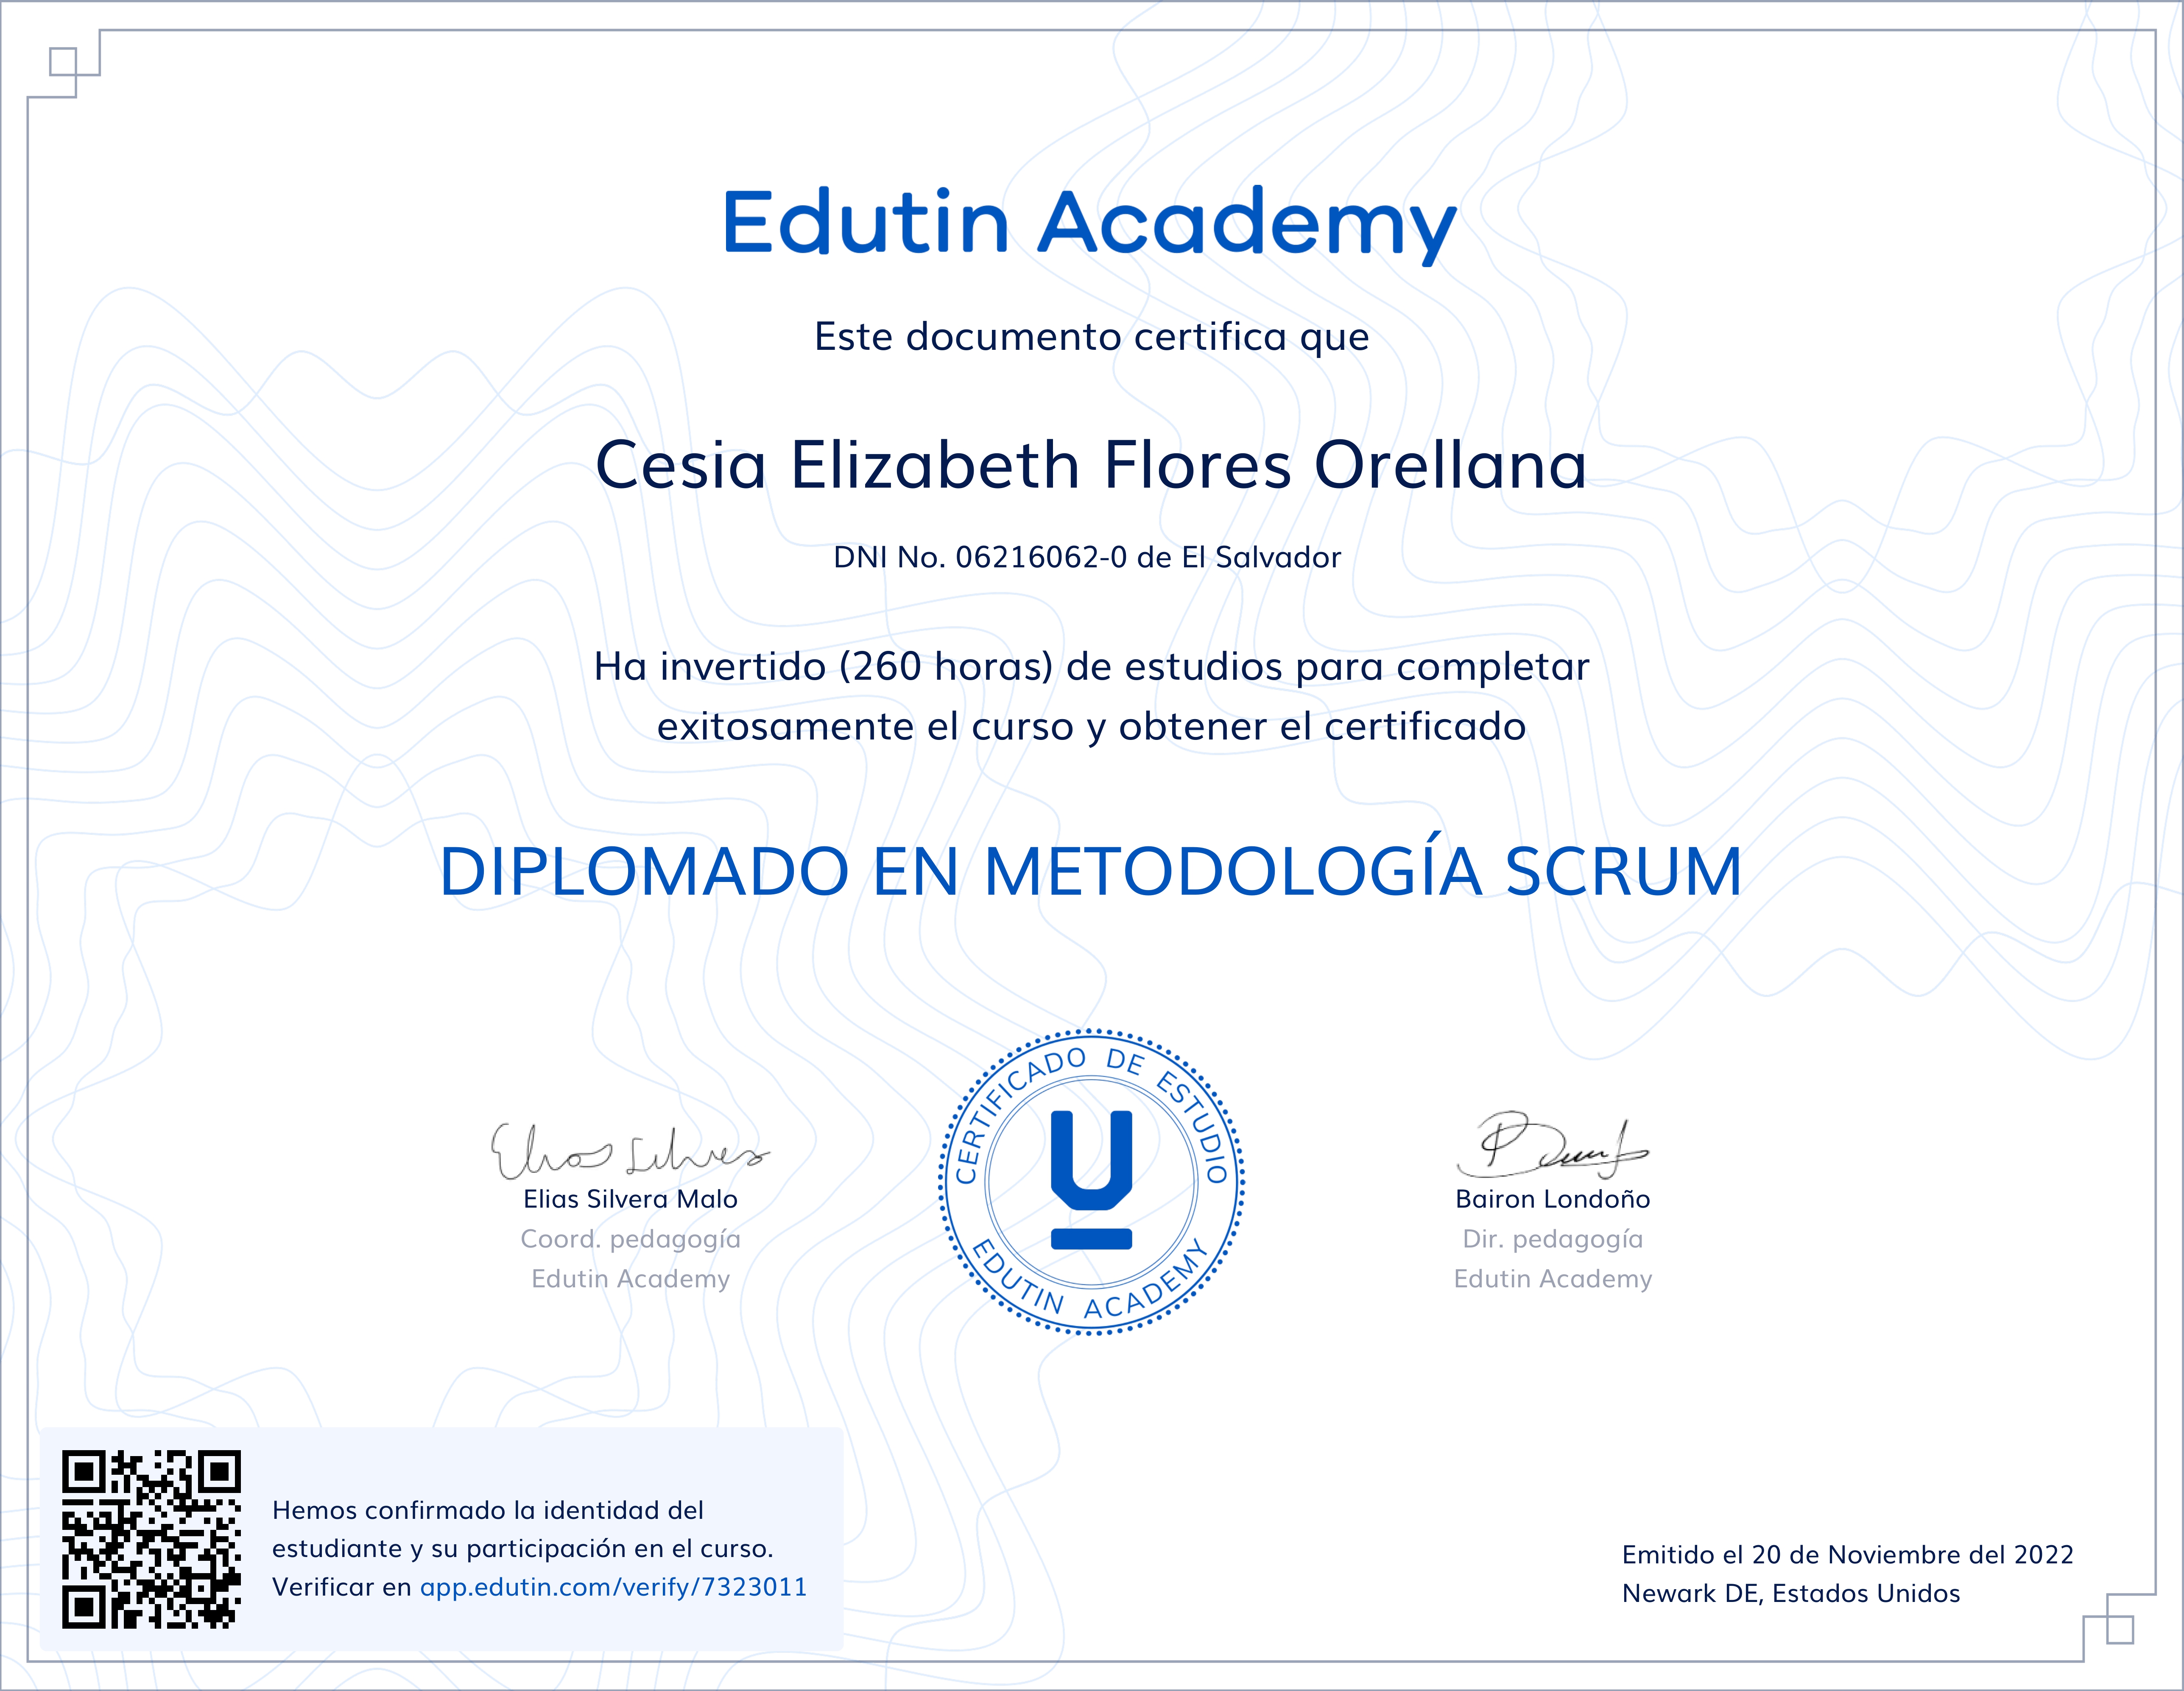 Edutin Academy
Este documento certifica que
Cesia Elizabeth Flores Orellana
DNI No. 06216062-0 de El Salvador
Ha invertido (260 horas) de estudios para completar
exitosamente el curso y obtener el certificado
DIPLOMADO EN METODOLOGÍA SCRUM
CERTIFICADO DE ESTUDIO
EDUTIN ACADEMY
Elias Silvera Malo
Coord. pedagogía
Edutin Academy
Bairon Londoño
Dir. pedagogía
Edutin Academy
Hemos confirmado la identidad del
estudiante y su participación en el curso.
Verificar en app.edutin.com/verify/7323011
Emitido el 20 de Noviembre del 2022
Newark DE, Estados Unidos